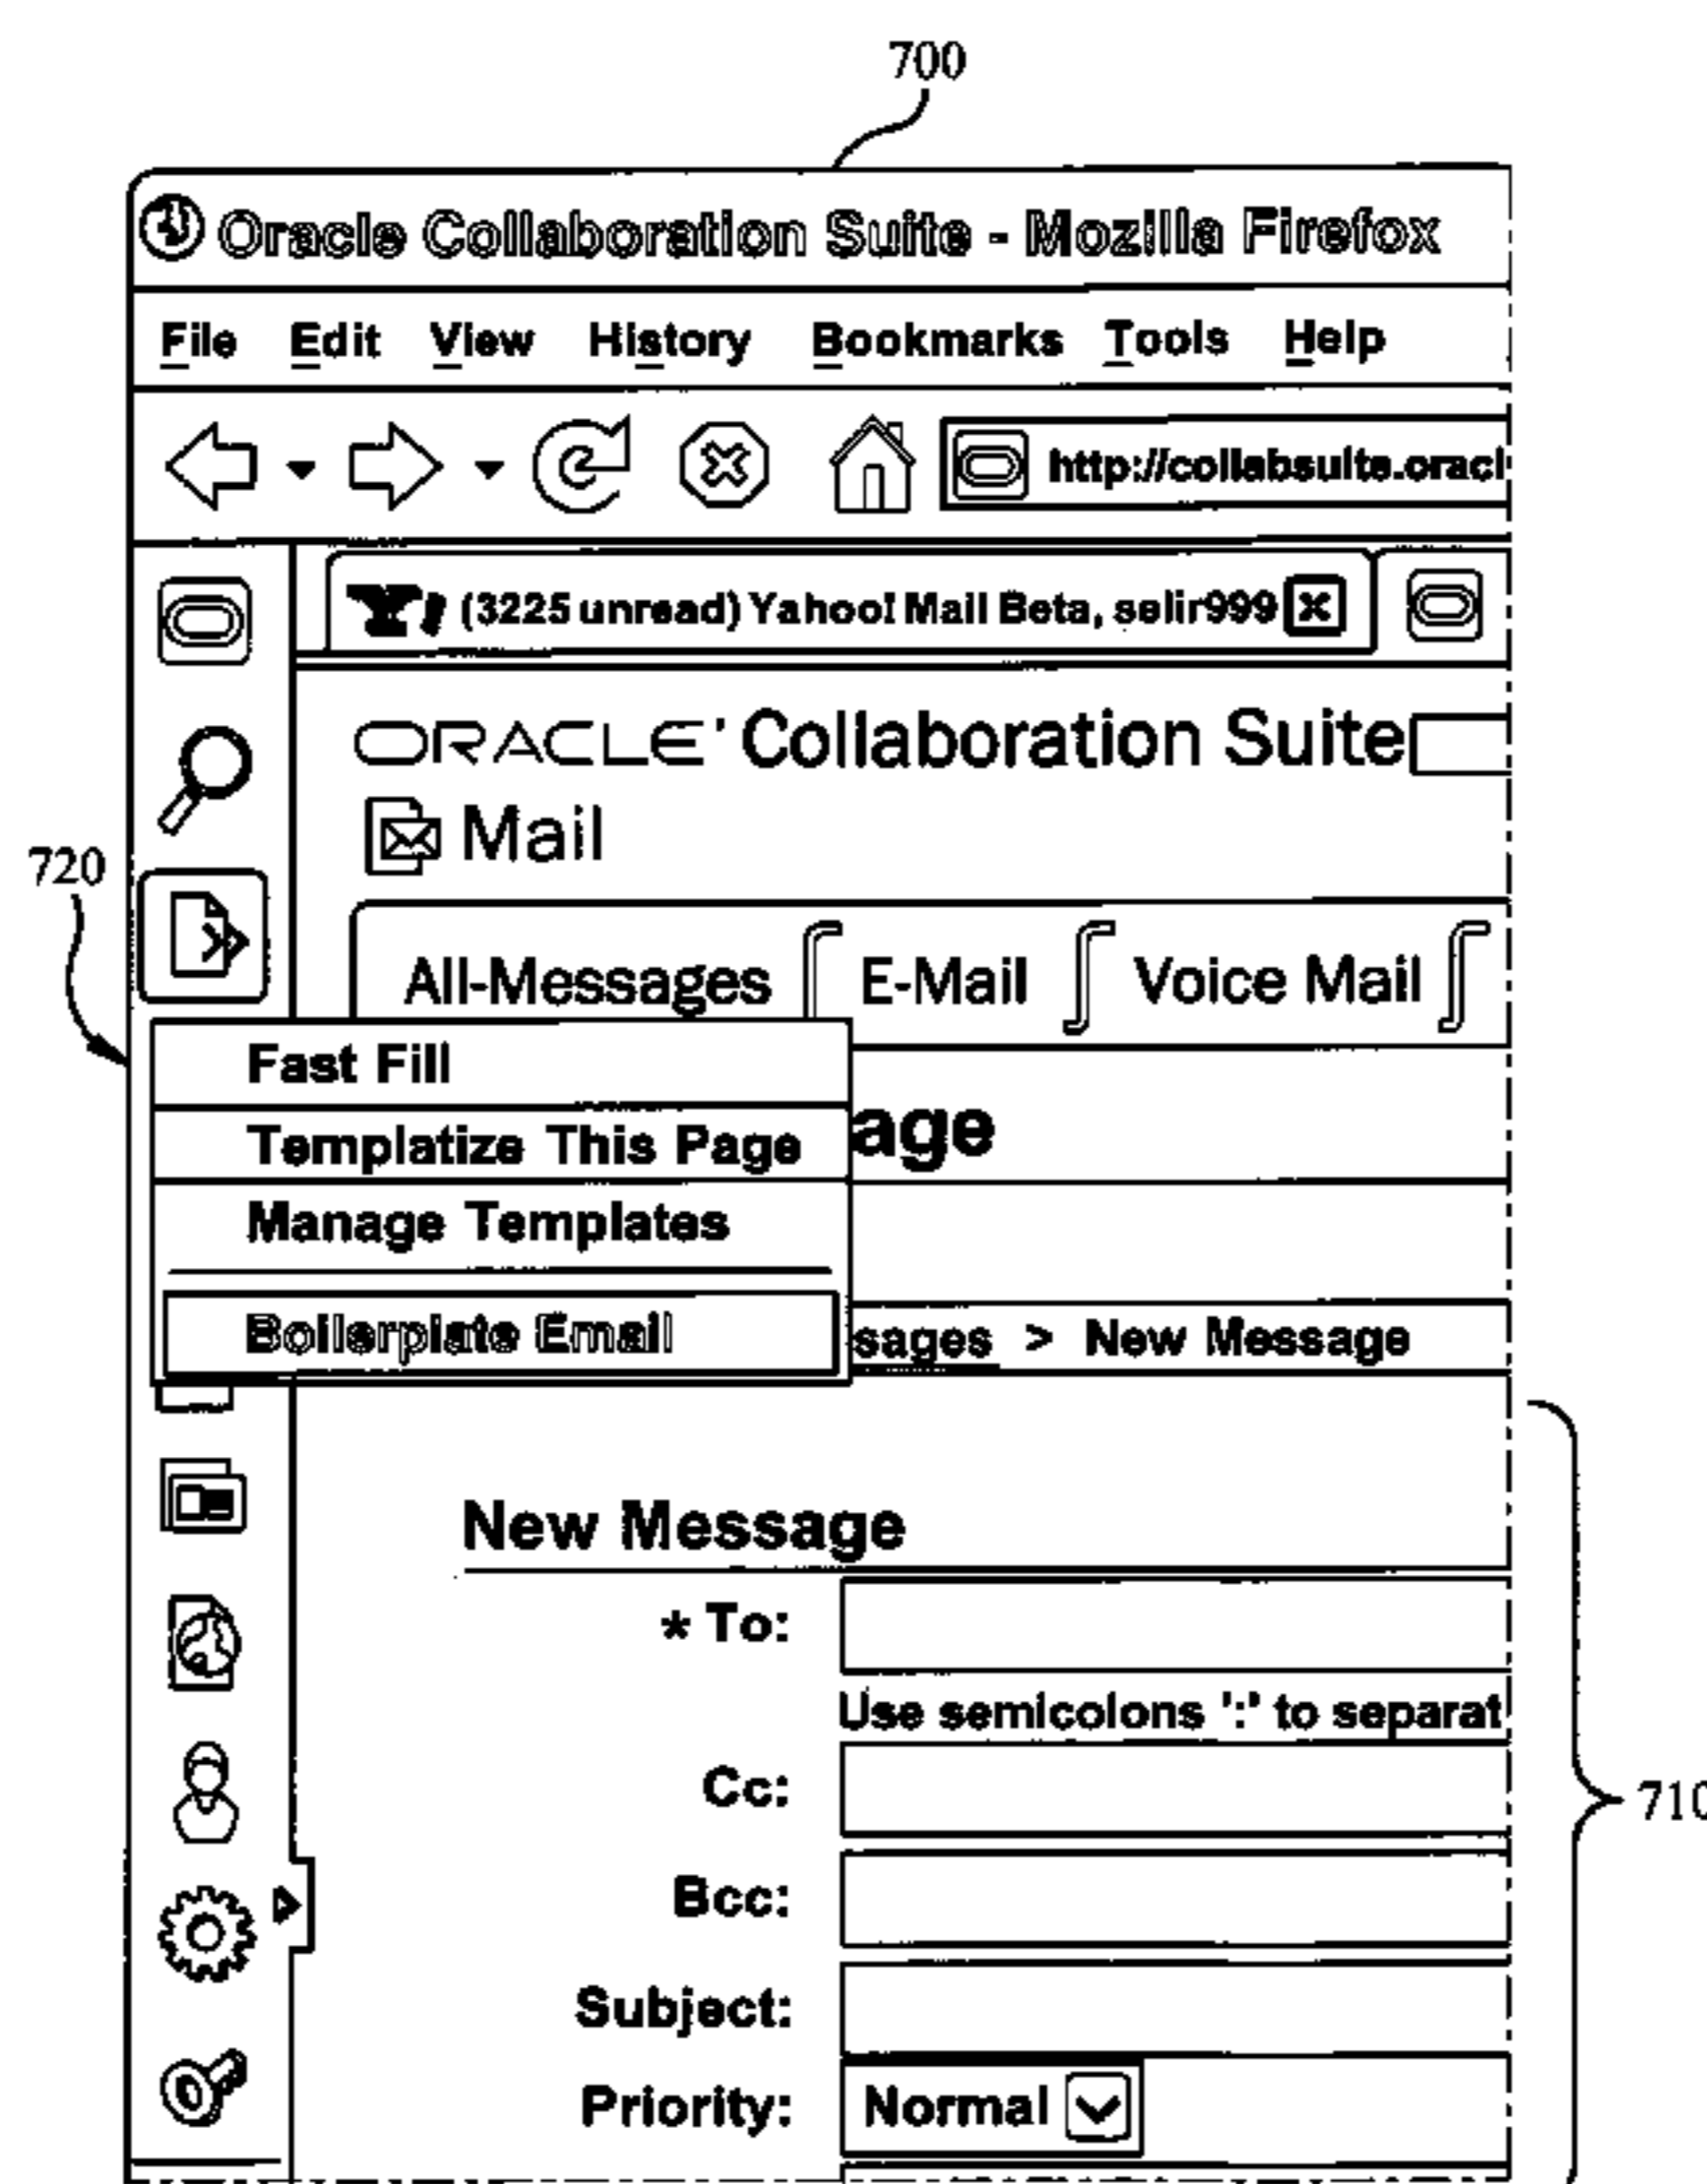 700
Oracle Collaboration Suite - Mozilla Firefox
File Edit View History Bookmarks Tools Help
http://collabsuite.oracl
Y! (3225 unread) Yahoo! Mail Beta, selir999
ORACLE' Collaboration Suite
Mail
720
All-Messages E-Mail Voice Mail
Fast Fill
Templatize This Page
age
Manage Templates
Boilerplate Email
sages > New Message
New Message
* To:
Use semicolons ':' to separat
Cc:
710
Bcc:
Subject:
Priority: Normal